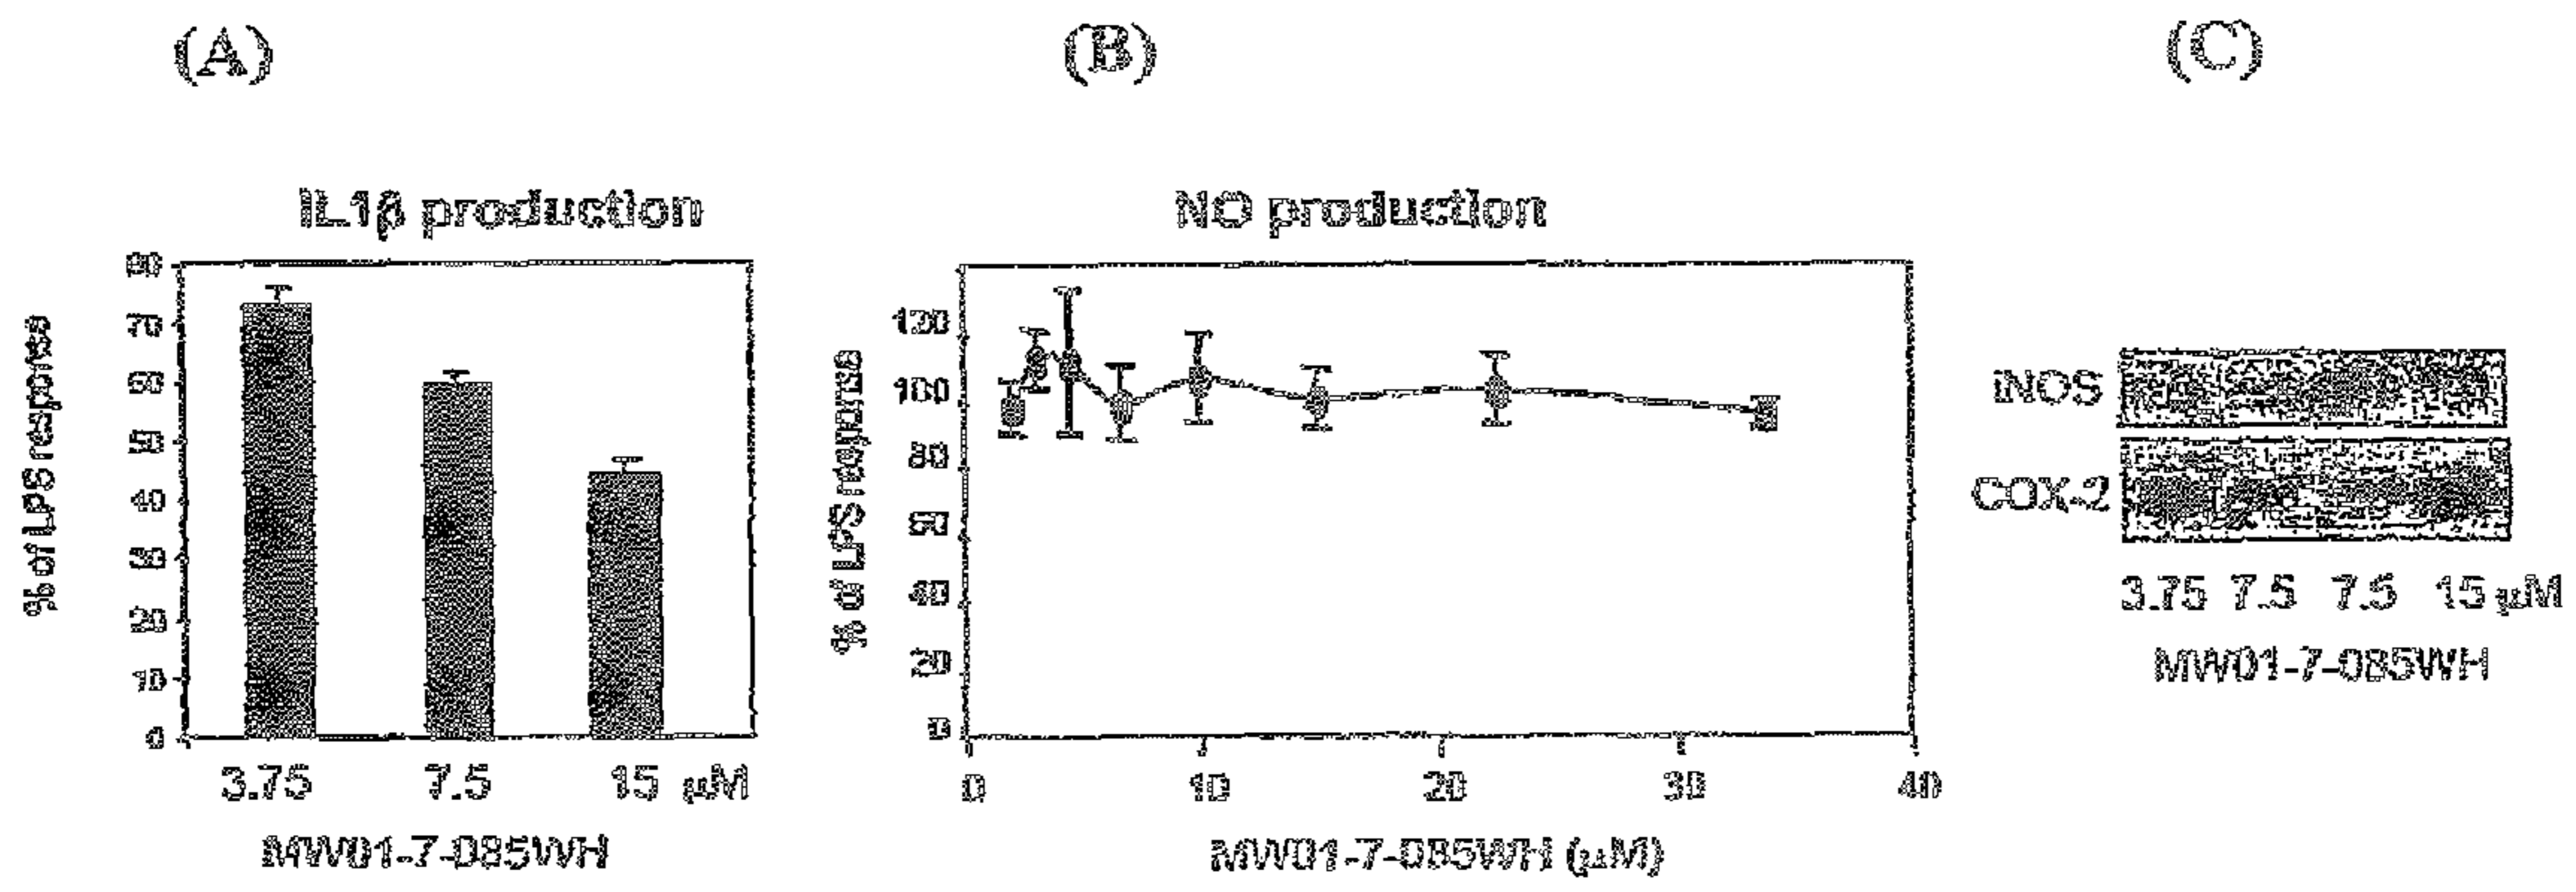 (A)
IL1β production
% of LPS response
80
70
60
50
40
30
20
10
0
3.75 7.5 15 μM
MW01-7-085WH
(B)
NO production
% of LPS response
120
100
80
60
40
20
0
0 10 20 30 40
MW01-7-085WH (μM)
(C)
iNOS
COX-2
3.75 7.5 7.5 15 μM
MW01-7-085WH